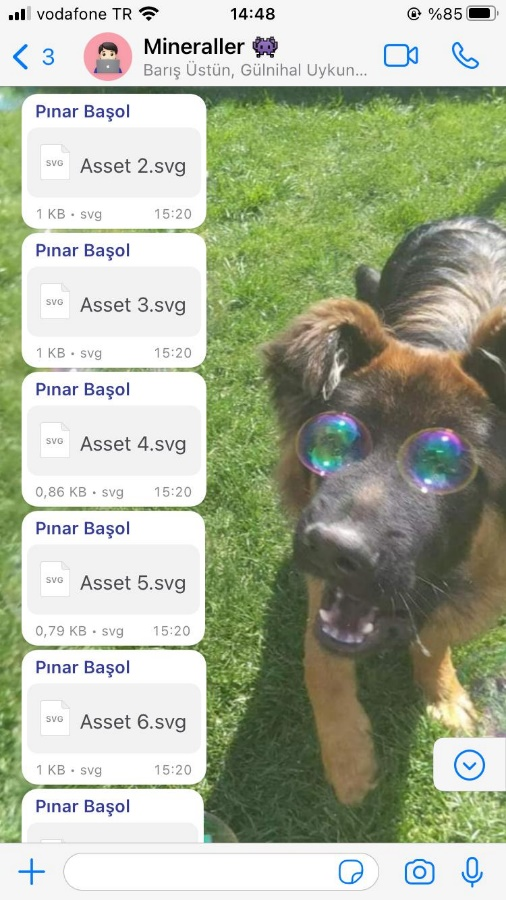 vodafone TR 14:48 %85
3 Mineraller 👾
Barış Üstün, Gülnihal Uykun...
Pınar Başol
SVG Asset 2.svg
1 KB • svg 15:20
Pınar Başol
SVG Asset 3.svg
1 KB • svg 15:20
Pınar Başol
SVG Asset 4.svg
0,86 KB • svg 15:20
Pınar Başol
SVG Asset 5.svg
0,79 KB • svg 15:20
Pınar Başol
SVG Asset 6.svg
1 KB • svg 15:20
Pınar Başol